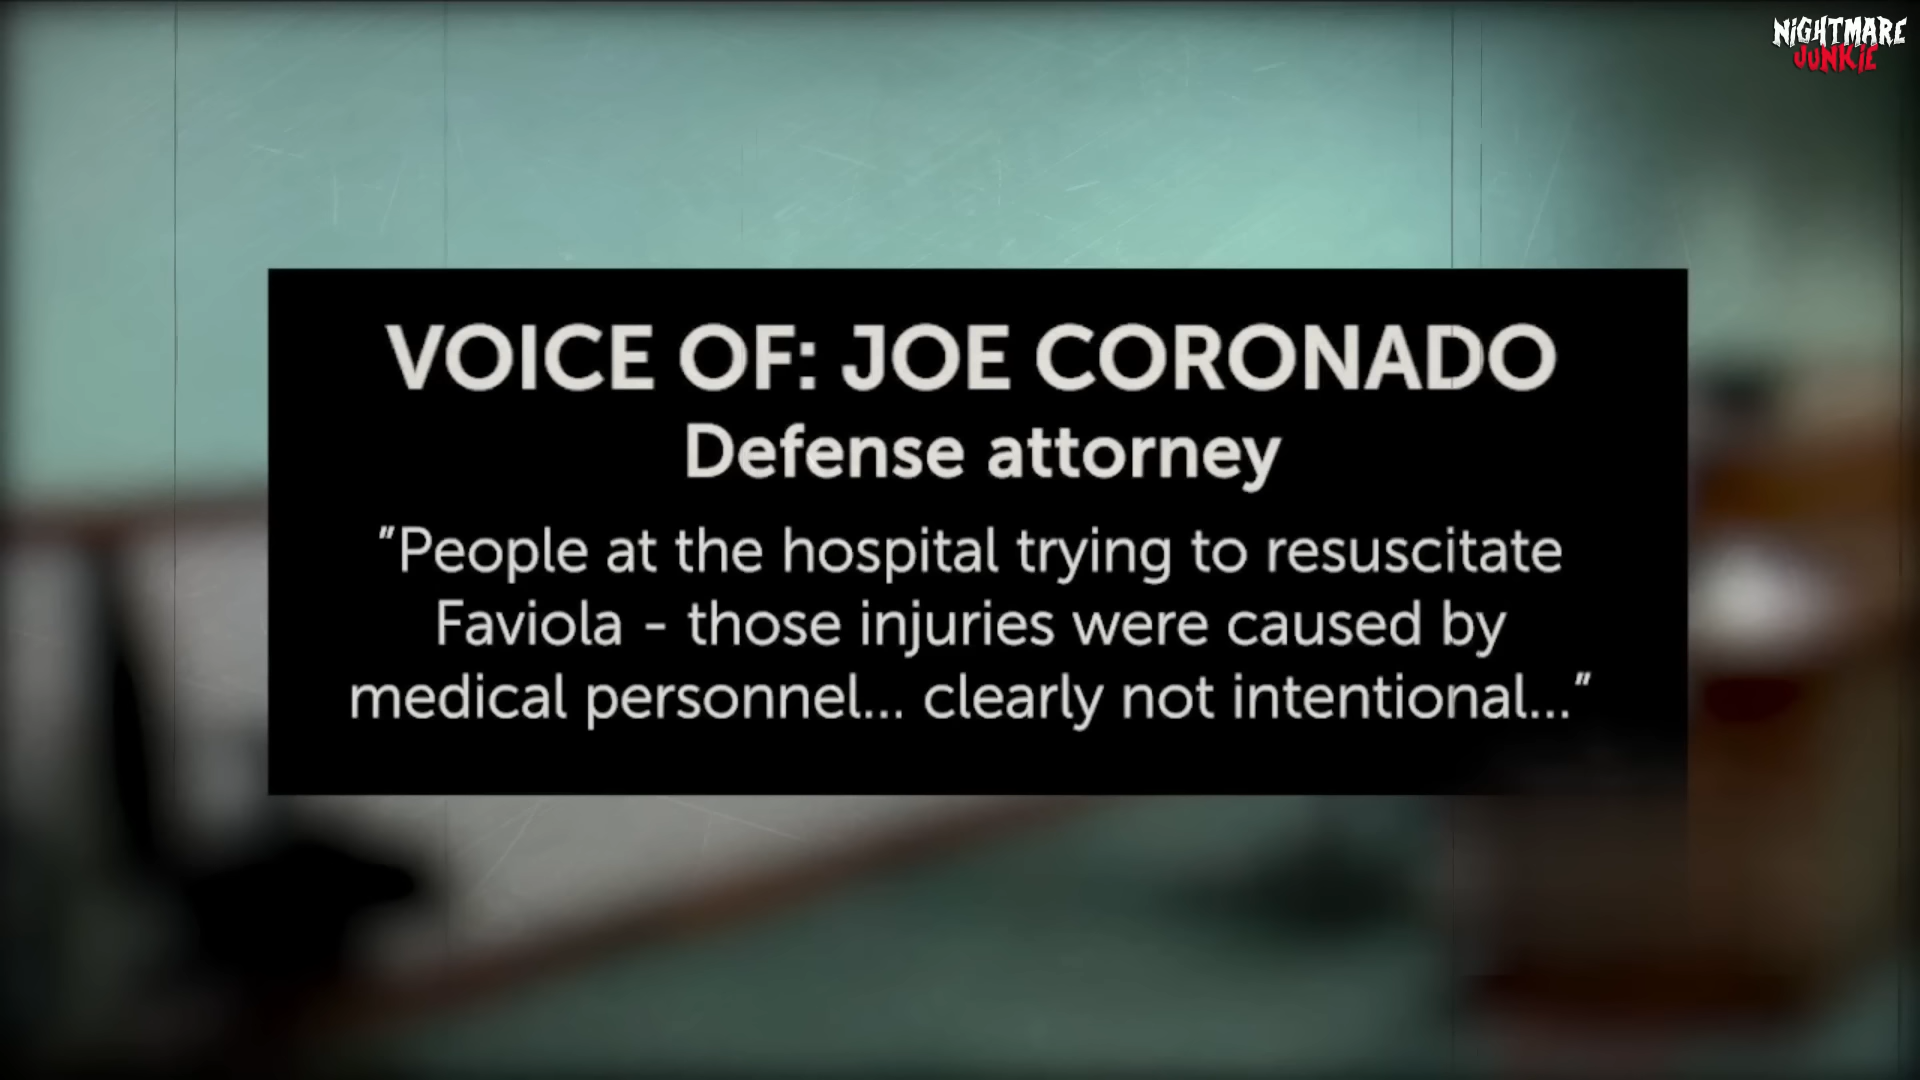 NIGHTMARE
JUNKIE
VOICE OF: JOE CORONADO
Defense attorney
"People at the hospital trying to resuscitate
Faviola - those injuries were caused by
medical personnel... clearly not intentional..."